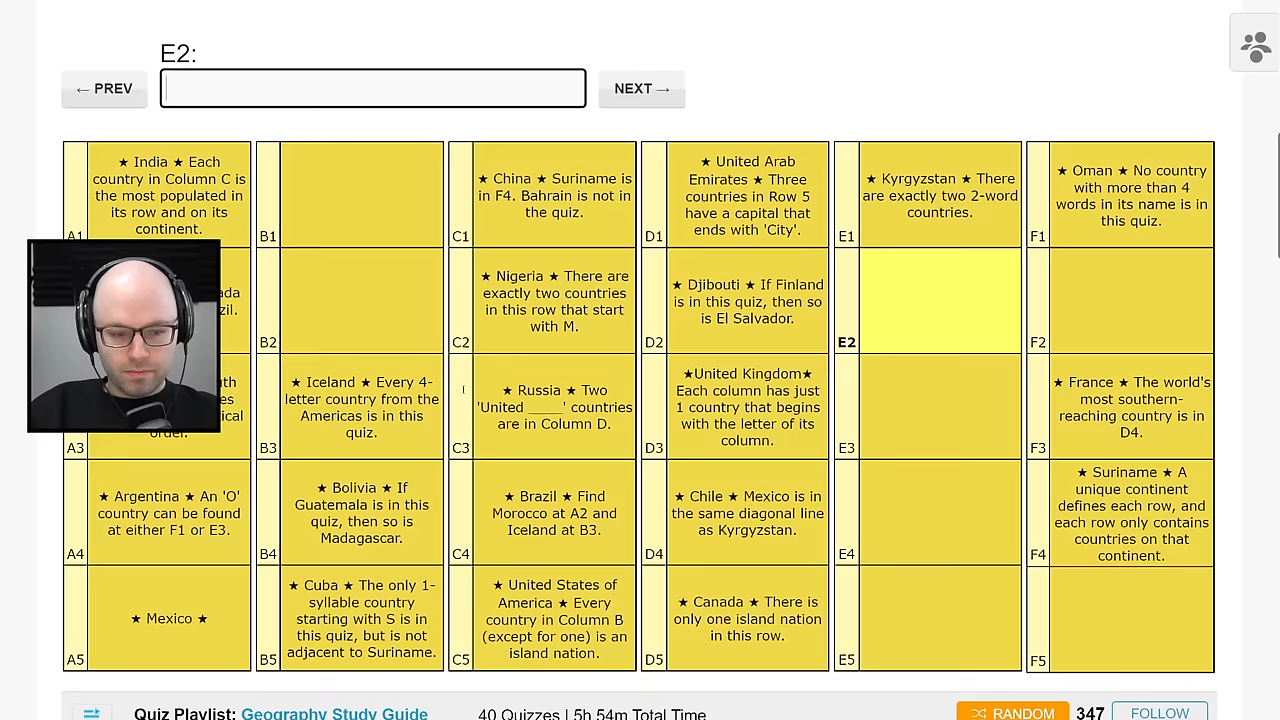 E2:
← PREV
NEXT →
★ India ★ Each
country in Column C is
the most populated in
its row and on its
continent.
A1
B1
★ China ★ Suriname is
in F4. Bahrain is not in
the quiz.
C1
★ United Arab
Emirates ★ Three
countries in Row 5
have a capital that
ends with 'City'.
D1
★ Kyrgyzstan ★ There
are exactly two 2-word
countries.
E1
★ Oman ★ No country
with more than 4
words in its name is in
this quiz.
F1
B2
★ Nigeria ★ There are
exactly two countries
in this row that start
with M.
C2
★ Djibouti ★ If Finland
is in this quiz, then so
is El Salvador.
D2
E2
F2
A3
★ Iceland ★ Every 4-
letter country from the
Americas is in this
quiz.
B3
★ Russia ★ Two
'United ____' countries
are in Column D.
C3
★United Kingdom★
Each column has just
1 country that begins
with the letter of its
column.
D3
E3
★ France ★ The world's
most southern-
reaching country is in
D4.
F3
★ Argentina ★ An 'O'
country can be found
at either F1 or E3.
A4
★ Bolivia ★ If
Guatemala is in this
quiz, then so is
Madagascar.
B4
★ Brazil ★ Find
Morocco at A2 and
Iceland at B3.
C4
★ Chile ★ Mexico is in
the same diagonal line
as Kyrgyzstan.
D4
E4
★ Suriname ★ A
unique continent
defines each row, and
each row only contains
countries on that
continent.
F4
★ Mexico ★
A5
★ Cuba ★ The only 1-
syllable country
starting with S is in
this quiz, but is not
adjacent to Suriname.
B5
★ United States of
America ★ Every
country in Column B
(except for one) is an
island nation.
C5
★ Canada ★ There is
only one island nation
in this row.
D5
E5
F5
Quiz Playlist: Geography Study Guide
40 Quizzes | 5h 54m Total Time
RANDOM
347
FOLLOW